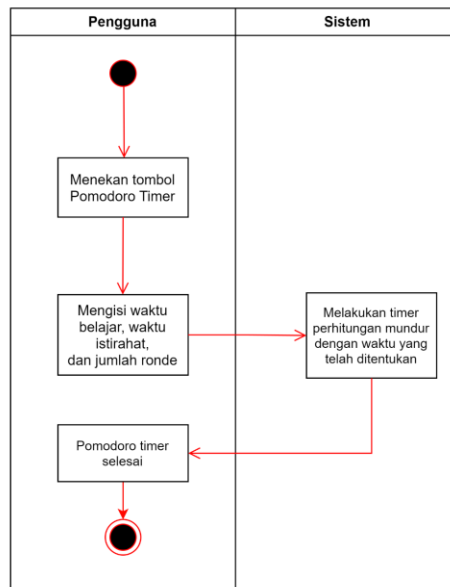 Pengguna
Sistem
Menekan tombol
Pomodoro Timer
Mengisi waktu
belajar, waktu
istirahat,
dan jumlah ronde
Melakukan timer
perhitungan mundur
dengan waktu yang
telah ditentukan
Pomodoro timer
selesai